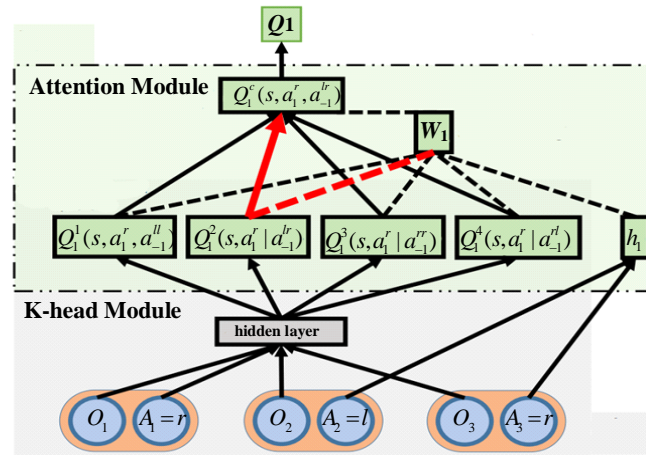 Q1
Attention Module
Q_1^c(s, a_1^r, a_{-1}^{lr})
W_1
Q_1^1(s, a_1^r, a_{-1}^{ll})
Q_1^2(s, a_1^r | a_{-1}^{lr})
Q_1^3(s, a_1^r | a_{-1}^{rr})
Q_1^4(s, a_1^r | a_{-1}^{rl})
h_1
K-head Module
hidden layer
O_1
A_1=r
O_2
A_2=l
O_3
A_3=r